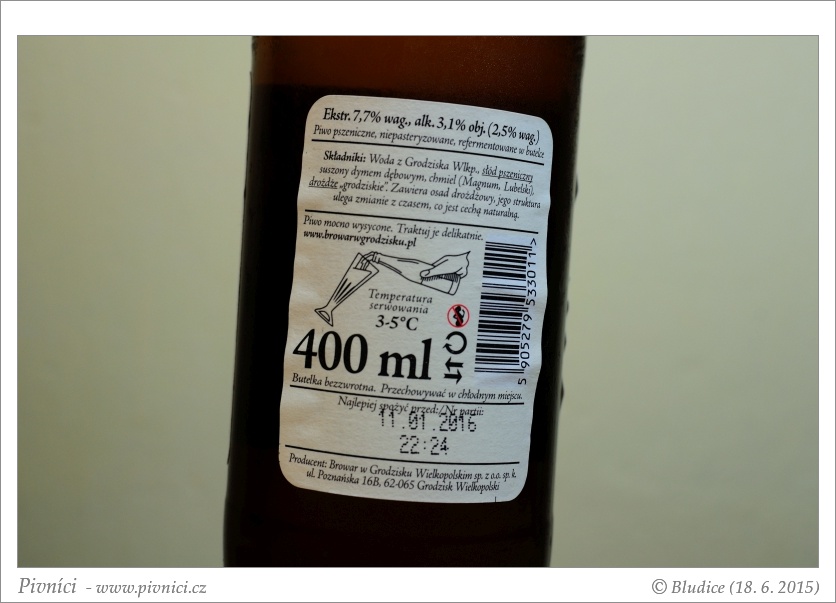 Ekstr. 7,7% wag., alk. 3,1% obj. (2,5% wag.)
Piwo pszeniczne, niepasteryzowane, refermentowane w butelce
Składniki: Woda z Grodziska Wlkp., słód pszeniczny
suszony dymem dębowym, chmiel (Magnum, Lubelski),
drożdże „grodziskie”. Zawiera osad drożdżowy, jego struktura
ulega zmianie z czasem, co jest cechą naturalną.
Piwo mocno wysycone. Traktuj je delikatnie.
www.browarwgrodzisku.pl
Temperatura
serwowania
3-5°C
400 ml
5 905279 533011 >
Butelka bezzwrotna. Przechowywać w chłodnym miejscu.
Najlepiej spożyć przed:/Nr partii:
11.01.2016
22:24
Producent: Browar w Grodzisku Wielkopolskim sp. z o.o. sp. k.
ul. Poznańska 16B, 62-065 Grodzisk Wielkopolski
Pivníci - www.pivnici.cz
© Bludice (18. 6. 2015)